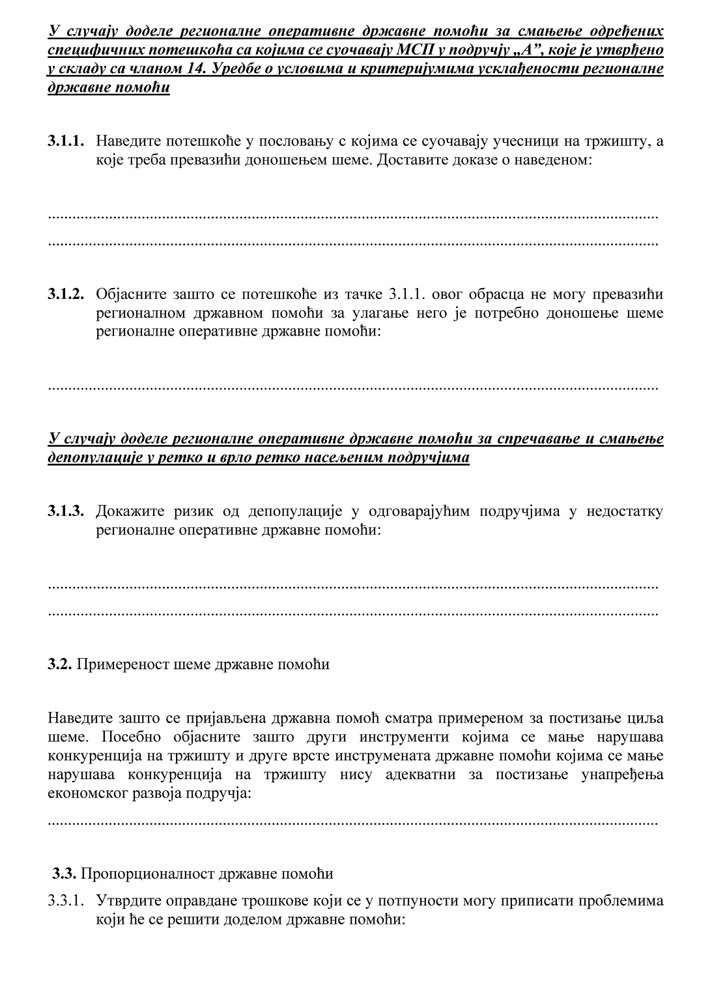 У случају доделе регионалне оперативне државне помоћи за смањење одређених
специфичних потешкоћа са којима се суочавају МСП у подручју „А”, које је утврђено
у складу са чланом 14. Уредбе о условима и критеријумима усклађености регионалне
државне помоћи
3.1.1. Наведите потешкоће у пословању с којима се суочавају учесници на тржишту, а
које треба превазићи доношењем шеме. Доставите доказе о наведеном:
......................................................................................................................................................
......................................................................................................................................................
3.1.2. Објасните зашто се потешкоће из тачке 3.1.1. овог обрасца не могу превазићи
регионалном државном помоћи за улагање него је потребно доношење шеме
регионалне оперативне државне помоћи:
......................................................................................................................................................
У случају доделе регионалне оперативне државне помоћи за спречавање и смањење
депопулације у ретко и врло ретко насељеним подручјима
3.1.3. Докажите ризик од депопулације у одговарајућим подручјима у недостатку
регионалне оперативне државне помоћи:
......................................................................................................................................................
......................................................................................................................................................
3.2. Примереност шеме државне помоћи
Наведите зашто се пријављена државна помоћ сматра примереном за постизање циља
шеме. Посебно објасните зашто други инструменти којима се мање нарушава
конкуренција на тржишту и друге врсте инструмената државне помоћи којима се мање
нарушава конкуренција на тржишту нису адекватни за постизање унапређења
економског развоја подручја:
......................................................................................................................................................
3.3. Пропорционалност државне помоћи
3.3.1. Утврдите оправдане трошкове који се у потпуности могу приписати проблемима
који ће се решити доделом државне помоћи: